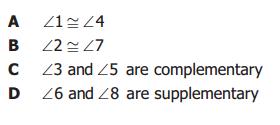 A ∠1 ≅ ∠4
B ∠2 ≅ ∠7
C ∠3 and ∠5 are complementary
D ∠6 and ∠8 are supplementary